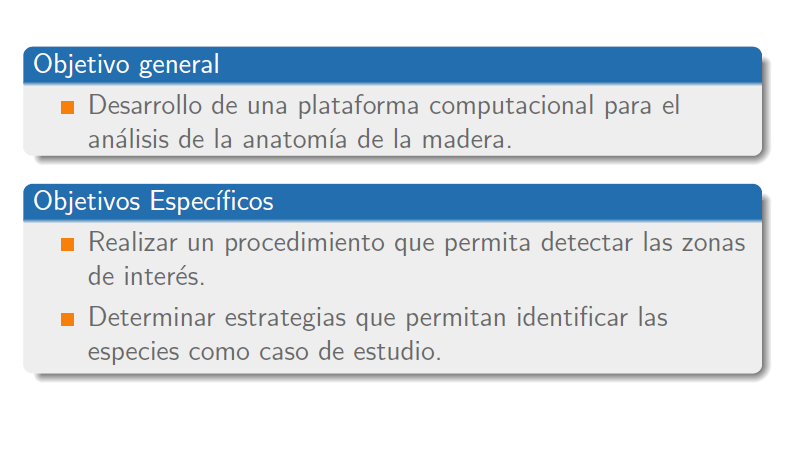 Objetivo general
Desarrollo de una plataforma computacional para el
análisis de la anatomía de la madera.
Objetivos Específicos
Realizar un procedimiento que permita detectar las zonas
de interés.
Determinar estrategias que permitan identificar las
especies como caso de estudio.